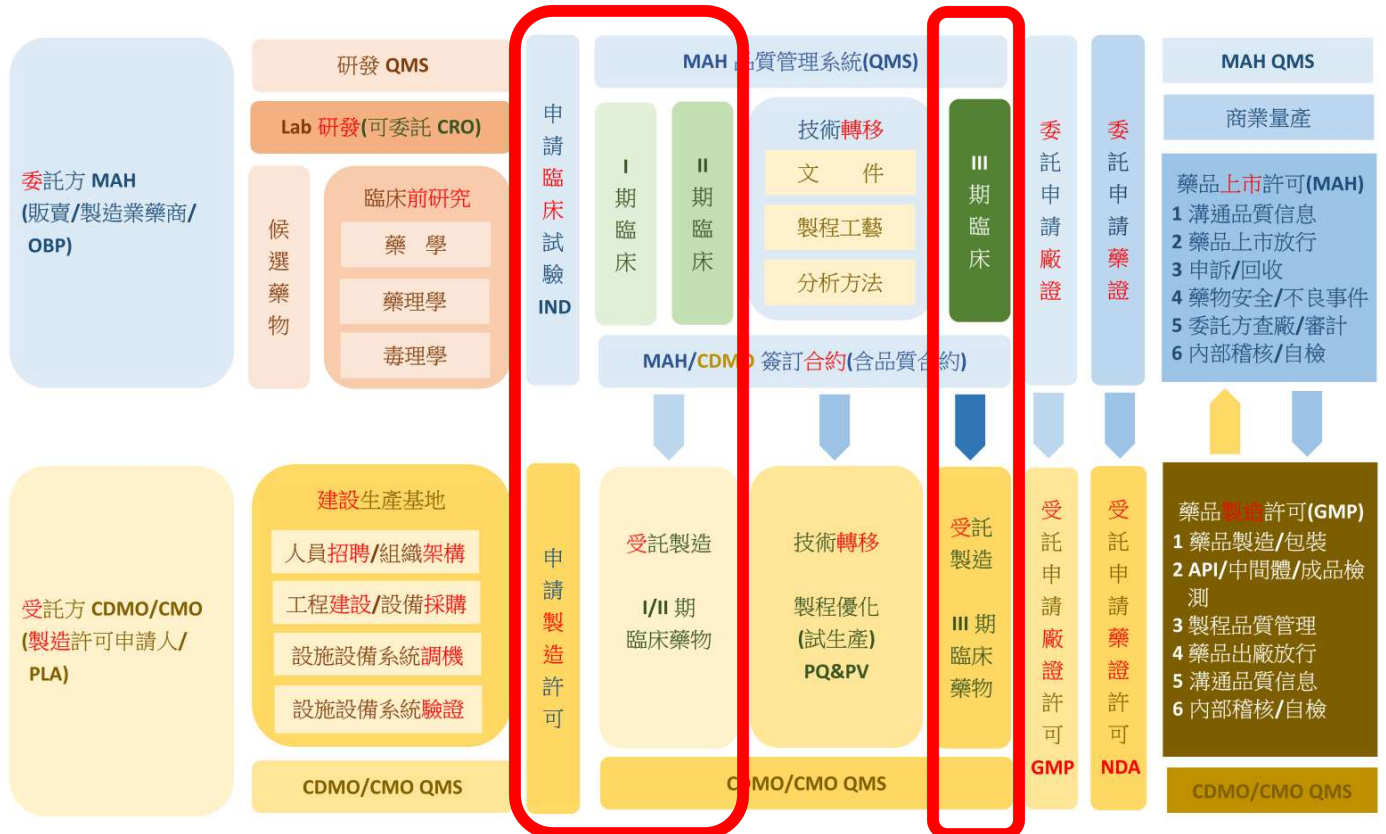 委託方 MAH
(販賣/製造業藥商/
OBP)
研發 QMS
Lab 研發(可委託 CRO)
候選藥物
臨床前研究
藥 學
藥理學
毒理學
申請臨床試驗 IND
MAH 品質管理系統(QMS)
I 期臨床
II 期臨床
技術轉移
文 件
製程工藝
分析方法
III 期臨床
MAH/CDMO 簽訂合約(含品質合約)
委託申請廠證
委託申請藥證
MAH QMS
商業量產
藥品上市許可(MAH)
1 溝通品質信息
2 藥品上市放行
3 申訴/回收
4 藥物安全/不良事件
5 委託方查廠/審計
6 內部稽核/自檢
受託方 CDMO/CMO
(製造許可申請人/
PLA)
建設生產基地
人員招聘/組織架構
工程建設/設備採購
設施設備系統調機
設施設備系統驗證
CDMO/CMO QMS
申請製造許可
受託製造
I/II 期
臨床藥物
技術轉移
製程優化
(試生產)
PQ&PV
受託
製造
III 期
臨床
藥物
CDMO/CMO QMS
受託申請廠證許可 GMP
受託申請藥證許可 NDA
藥品製造許可(GMP)
1 藥品製造/包裝
2 API/中間體/成品檢
測
3 製程品質管理
4 藥品出廠放行
5 溝通品質信息
6 內部稽核/自檢
CDMO/CMO QMS